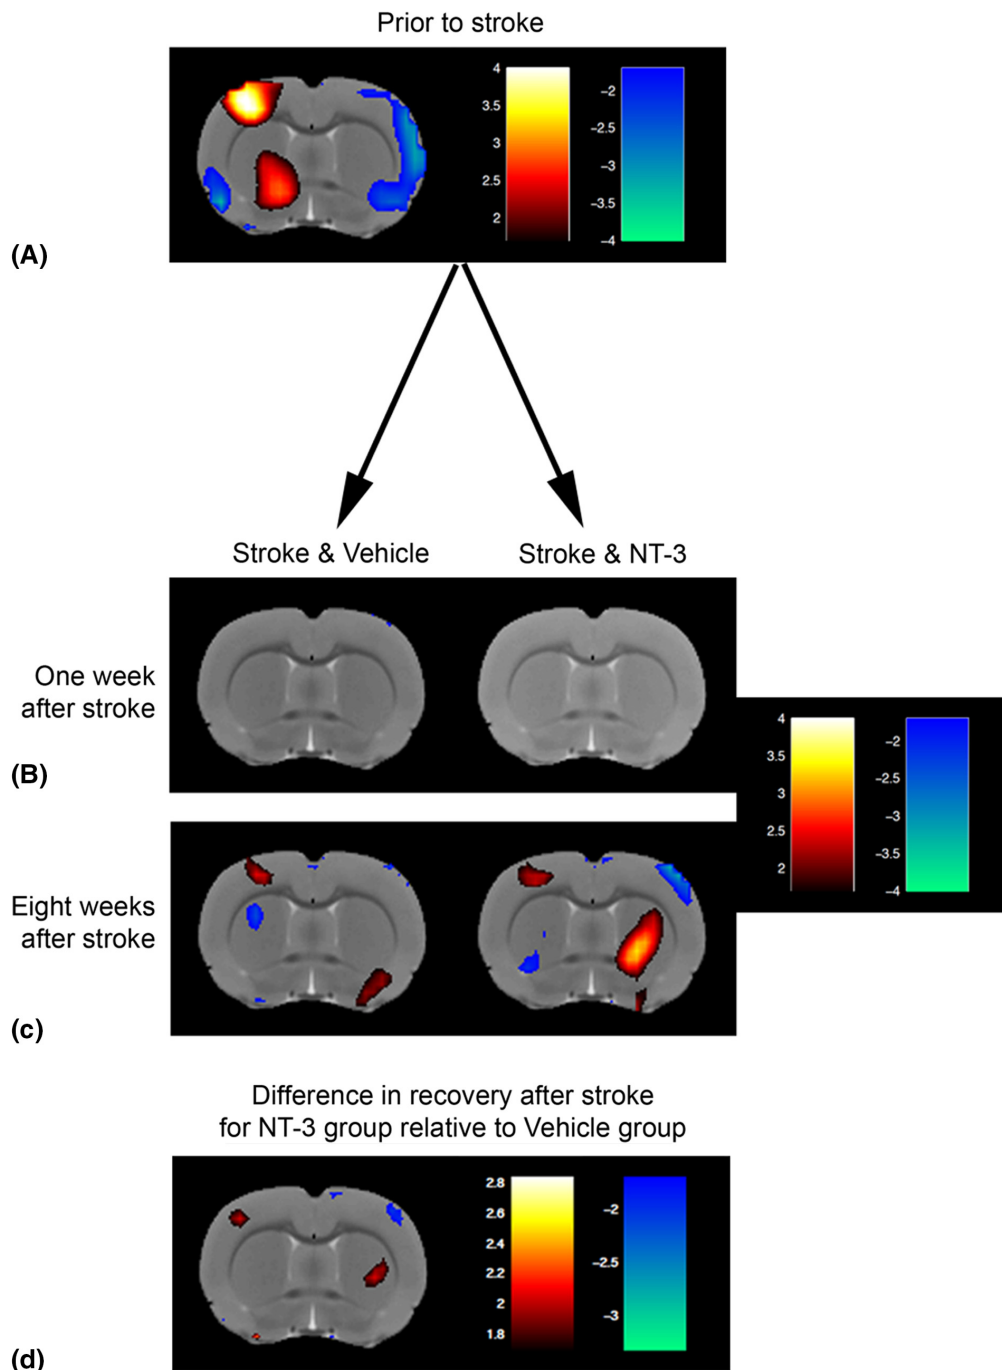 Prior to stroke
4
3.5
3
2.5
2
−2
−2.5
−3
−3.5
−4
(A)
Stroke & Vehicle
Stroke & NT-3
One week
after stroke
(B)
4
3.5
3
2.5
2
−2
−2.5
−3
−3.5
−4
Eight weeks
after stroke
(c)
Difference in recovery after stroke
for NT-3 group relative to Vehicle group
2.8
2.6
2.4
2.2
2
1.8
−2
−2.5
−3
(d)